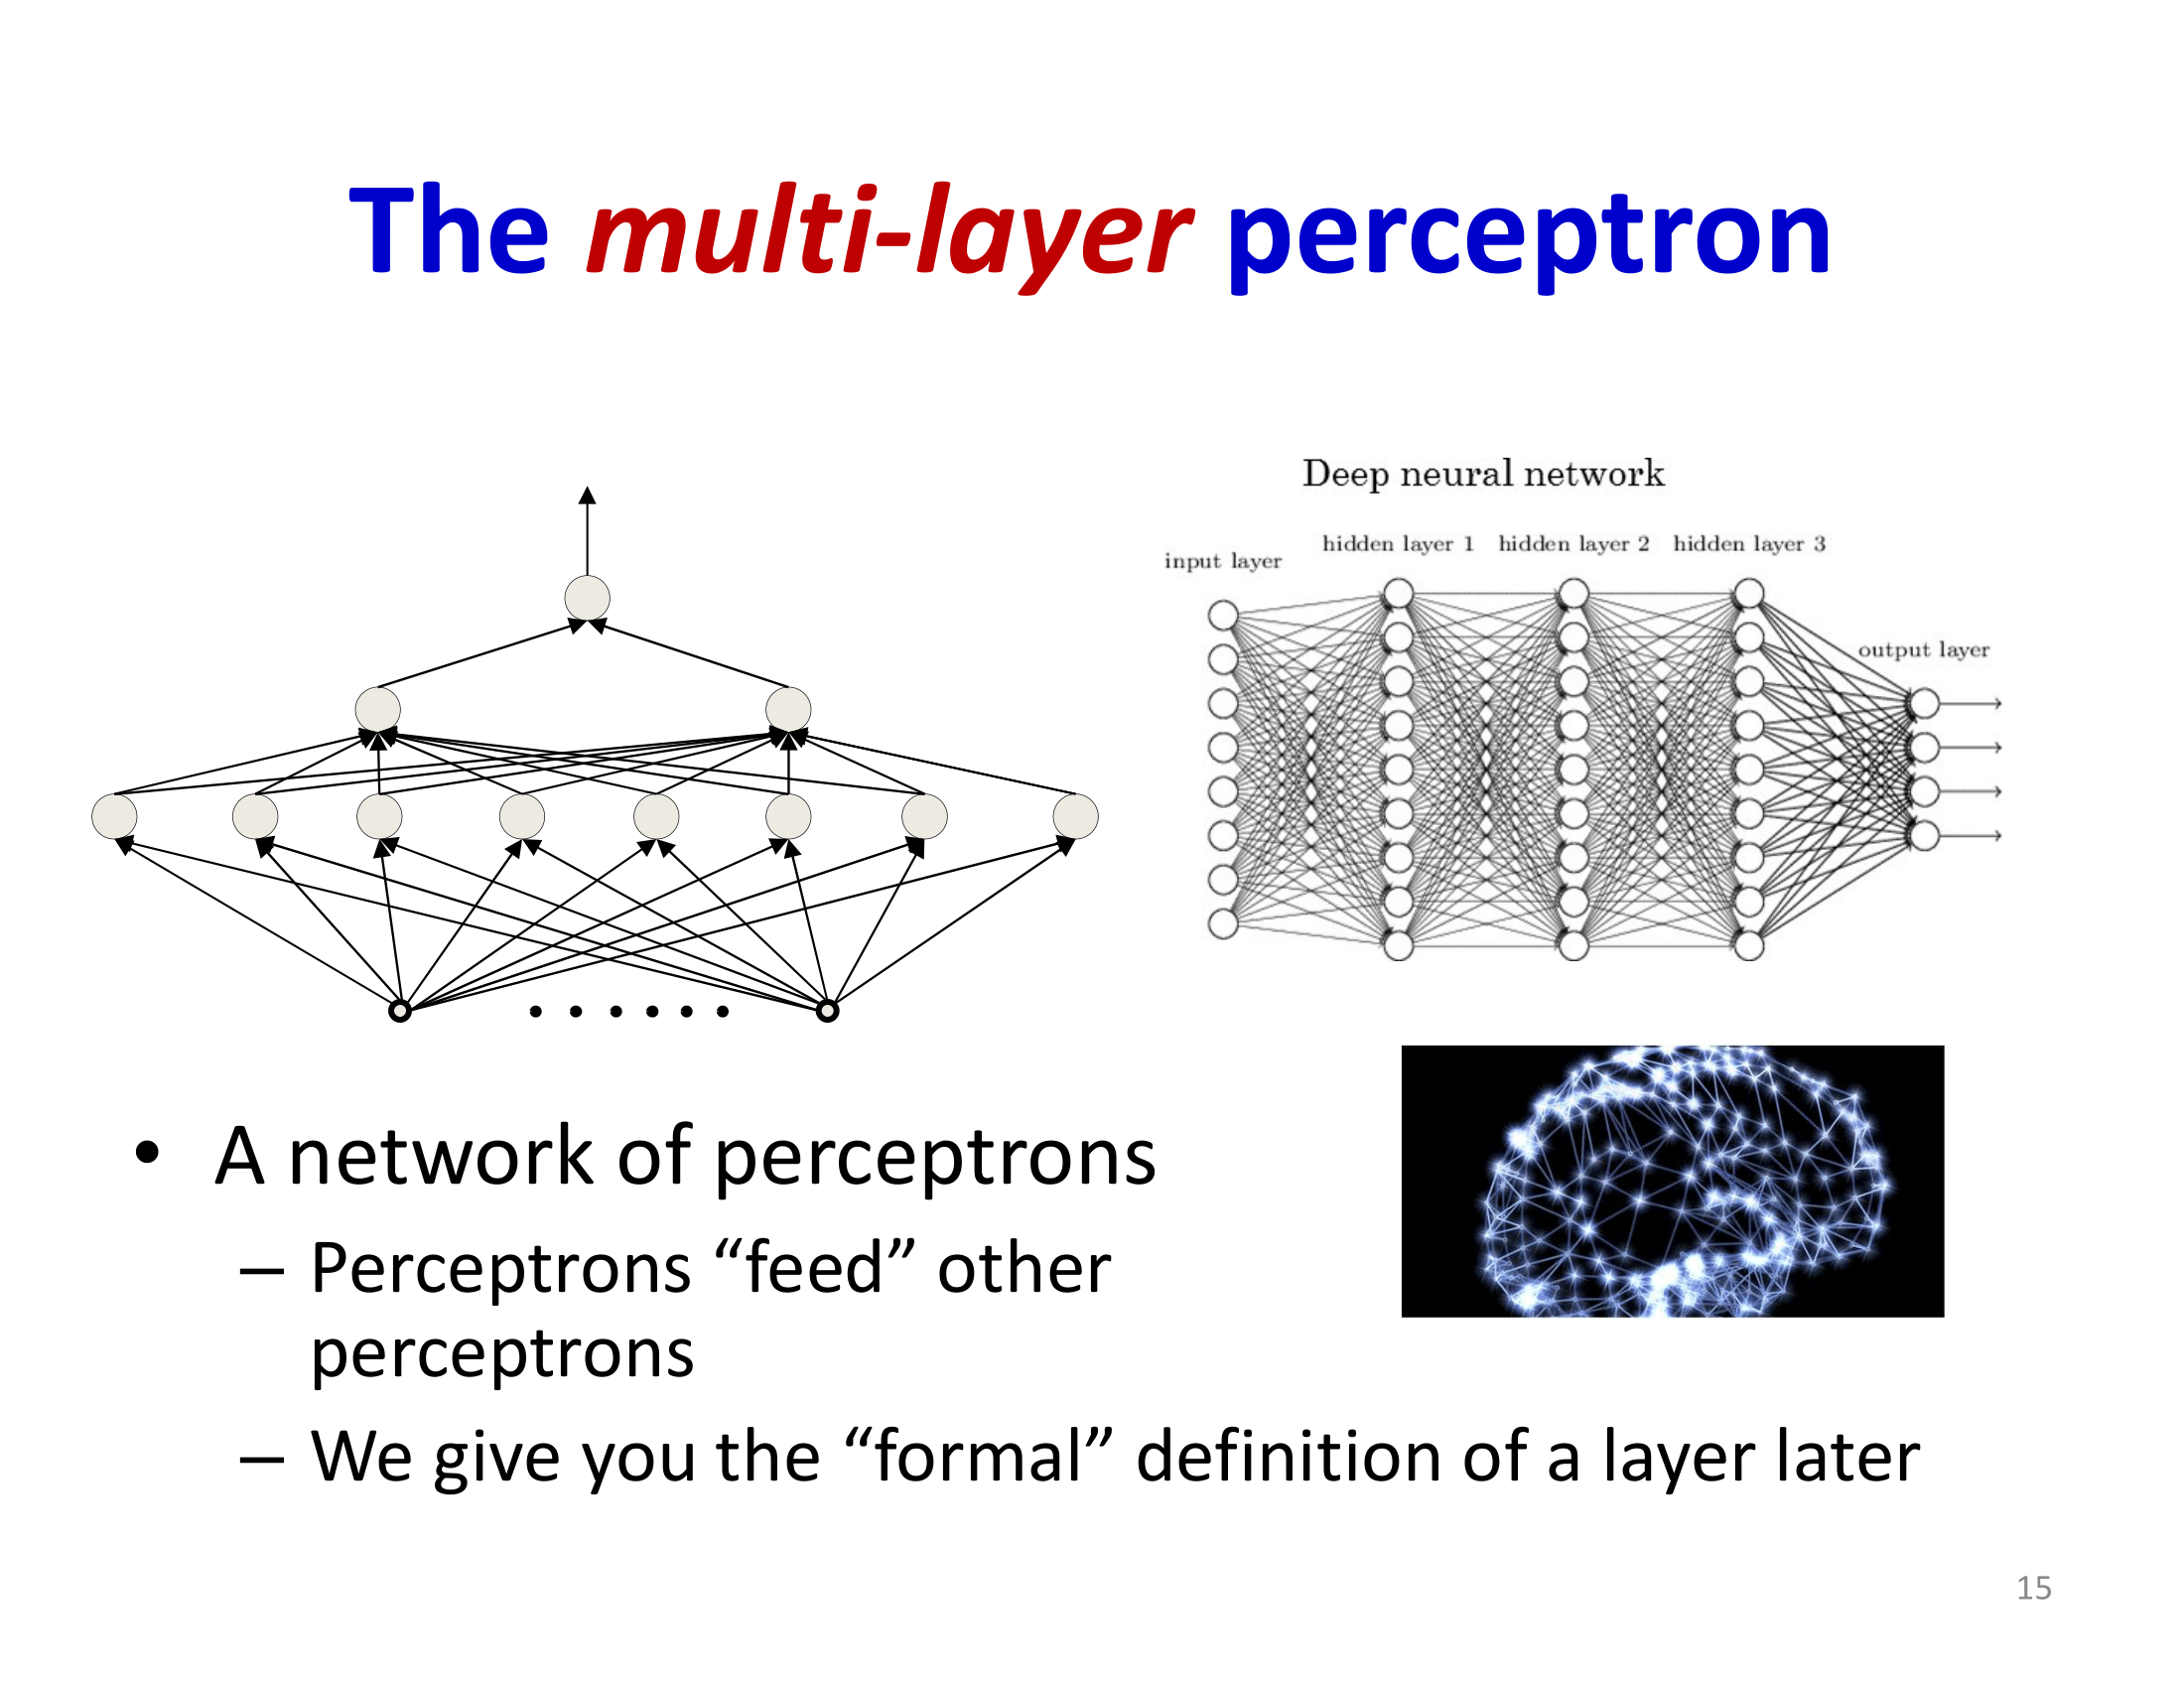 The multi-layer perceptron
Deep neural network
hidden layer 1 hidden layer 2 hidden layer 3
input layer
output layer
• A network of perceptrons
– Perceptrons “feed” other
perceptrons
– We give you the “formal” definition of a layer later
15